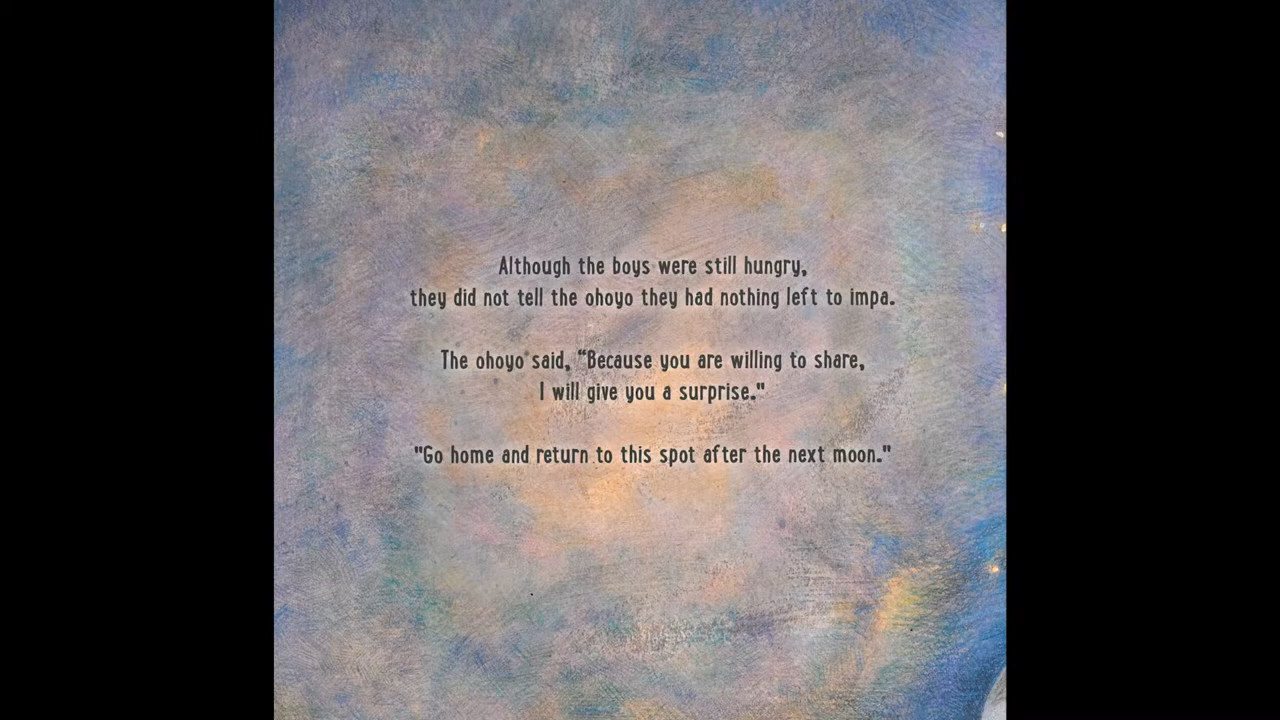 Although the boys were still hungry,
they did not tell the ohoyo they had nothing left to impa.
The ohoyo said, “Because you are willing to share,
I will give you a surprise."
"Go home and return to this spot after the next moon."